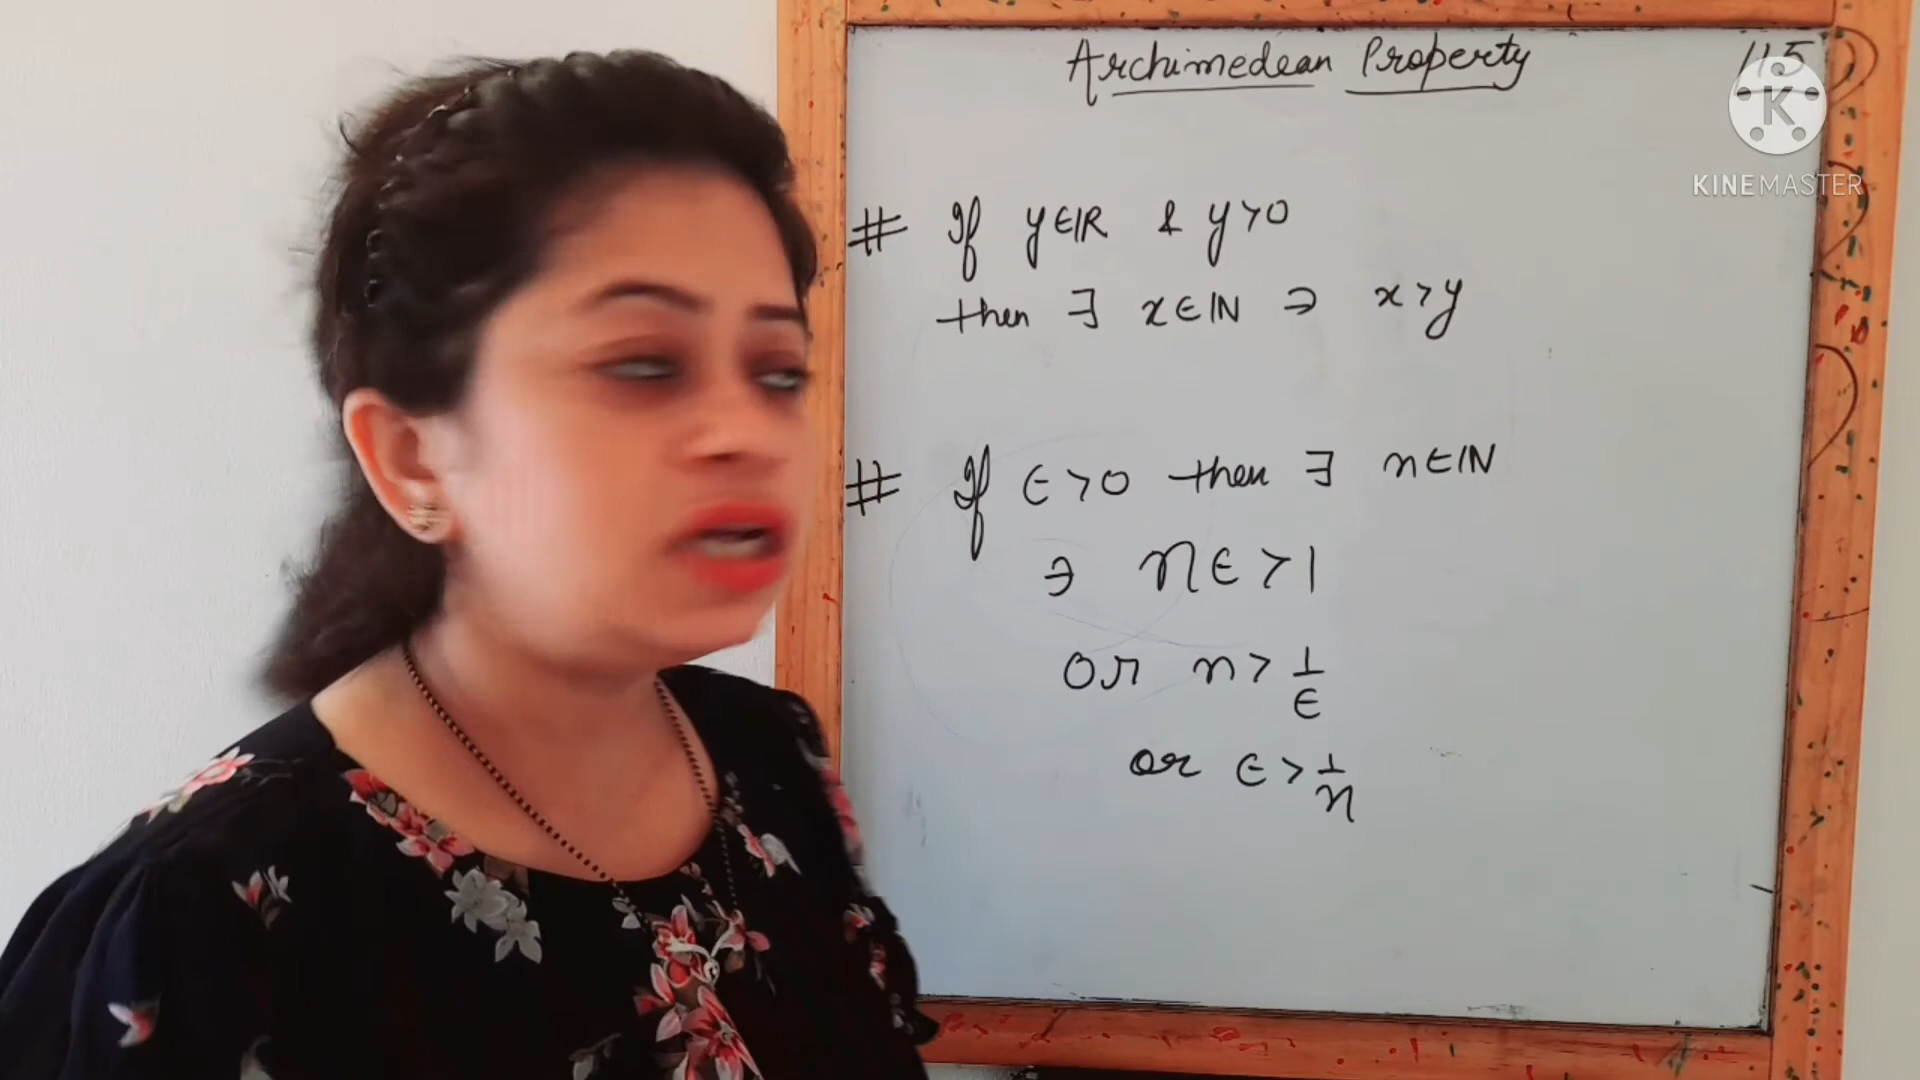 Archimedean Property
115
K
KINEMASTER
# If y∈ℝ & y>0
then ∃ x∈ℕ ∋ x>y
# If ∈>0 then ∃ n∈ℕ
∋ n∈>1
or n> 1/∈
or ∈> 1/n